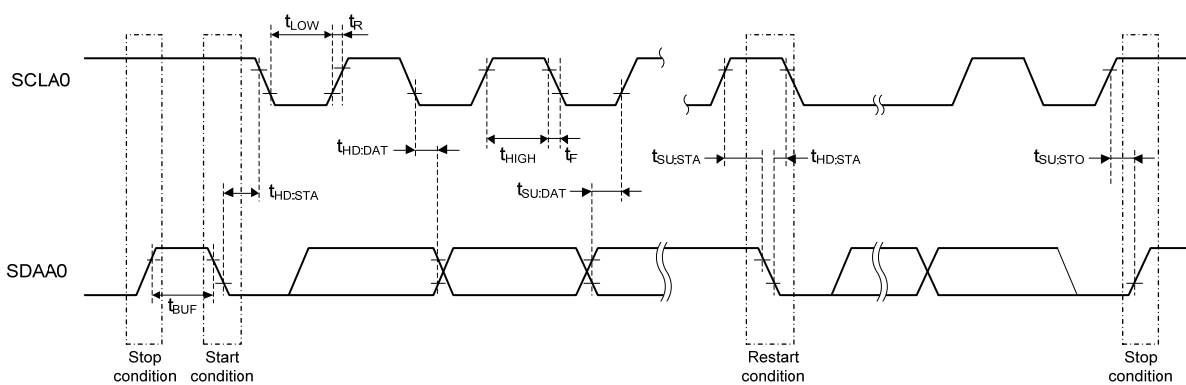 tLOW
tR
SCLA0
tHD:DAT
tHIGH
tF
tSU:STA
tHD:STA
tSU:STO
tHD:STA
tSU:DAT
SDAA0
tBUF
Stop
condition
Start
condition
Restart
condition
Stop
condition